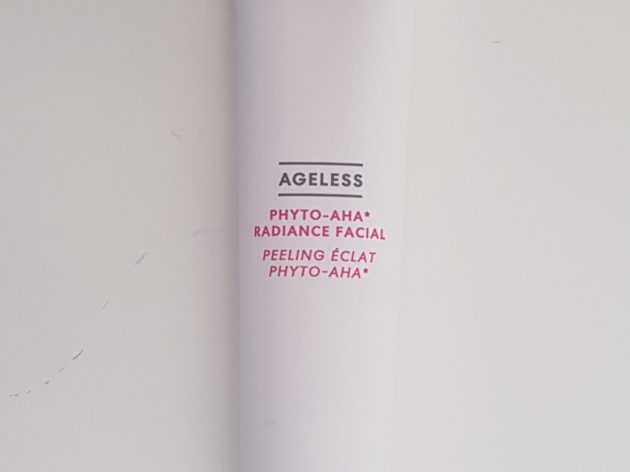 AGELESS
PHYTO-AHA*
RADIANCE FACIAL
PEELING ÉCLAT
PHYTO-AHA*